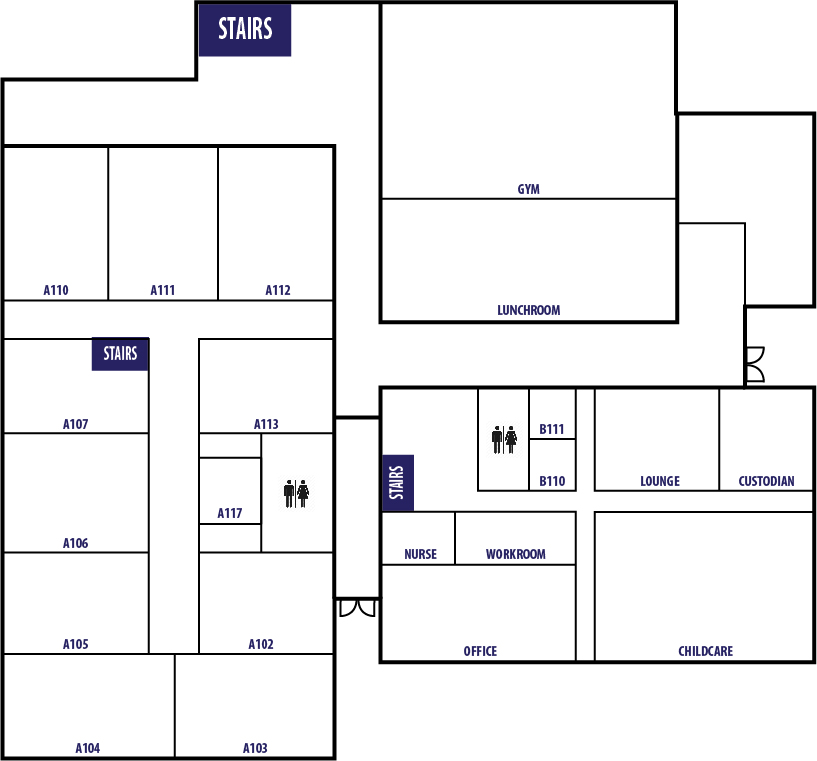 STAIRS
GYM
A110
A111
A112
LUNCHROOM
STAIRS
A107
A113
B111
STAIRS
B110
LOUNGE
CUSTODIAN
A117
A106
NURSE
WORKROOM
A105
A102
OFFICE
CHILDCARE
A104
A103